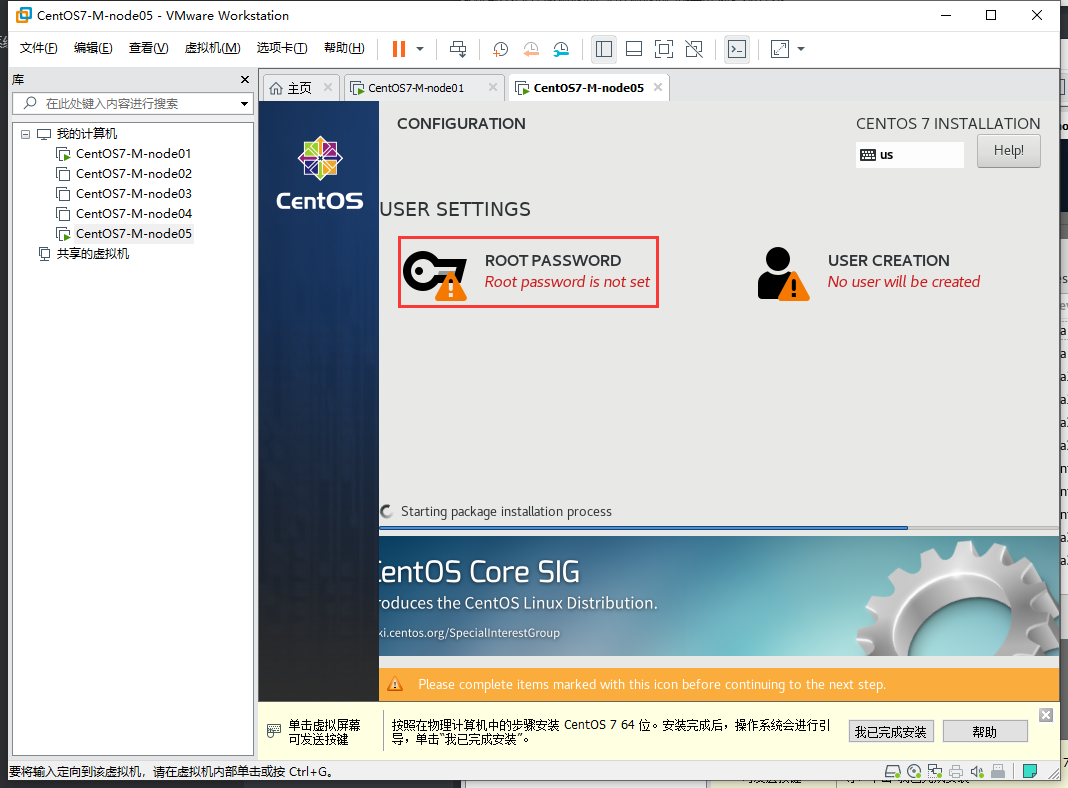 CentOS7-M-node05 - VMware Workstation
文件(F) 编辑(E) 查看(V) 虚拟机(M) 选项卡(T) 帮助(H)
库
在此处键入内容进行搜索
我的计算机
CentOS7-M-node01
CentOS7-M-node02
CentOS7-M-node03
CentOS7-M-node04
CentOS7-M-node05
共享的虚拟机
主页 CentOS7-M-node01 CentOS7-M-node05
CentOS
CONFIGURATION
CENTOS 7 INSTALLATION
us
Help!
USER SETTINGS
ROOT PASSWORD
Root password is not set
USER CREATION
No user will be created
Starting package installation process
CentOS Core SIG
roduces the CentOS Linux Distribution.
ki.centos.org/SpecialInterestGroup
Please complete items marked with this icon before continuing to the next step.
单击虚拟屏幕
可发送按键
按照在物理计算机中的步骤安装 CentOS 7 64 位。安装完成后，操作系统会进行引
导，单击“我已完成安装”。
我已完成安装
帮助
要将输入定向到该虚拟机，请在虚拟机内部单击或按 Ctrl+G。